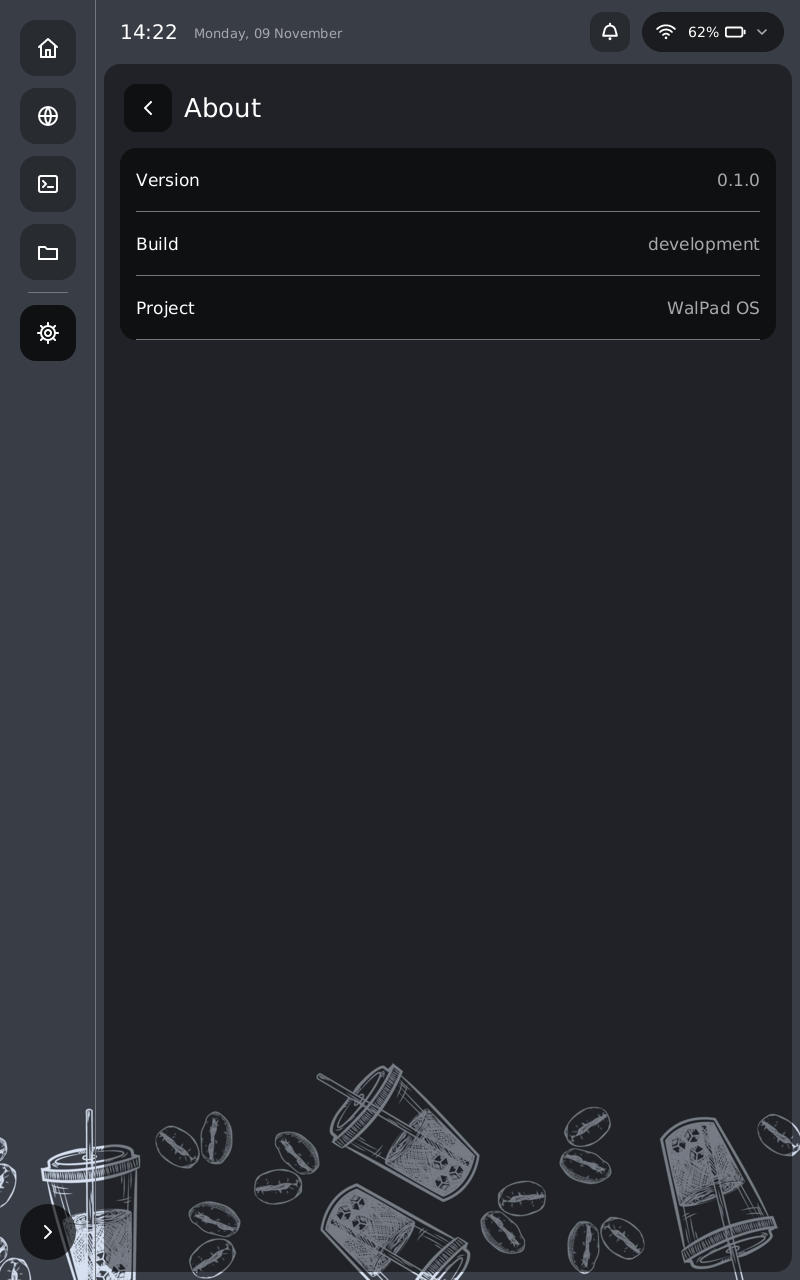 14:22 Monday, 09 November 62%
About
Version 0.1.0
Build development
Project WalPad OS